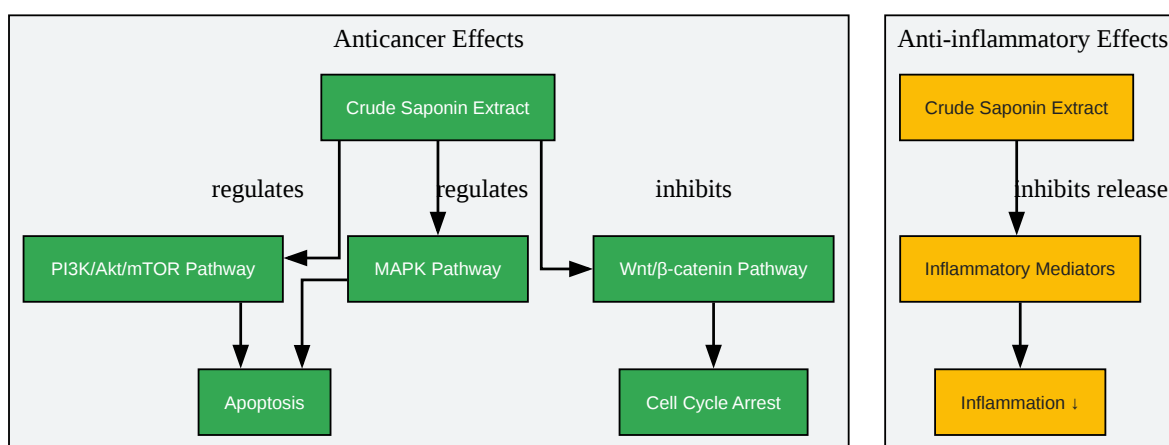 Anticancer Effects
Crude Saponin Extract
regulates
regulates
inhibits
PI3K/Akt/mTOR Pathway
MAPK Pathway
Wnt/β-catenin Pathway
Apoptosis
Cell Cycle Arrest
Anti-inflammatory Effects
Crude Saponin Extract
inhibits release
Inflammatory Mediators
Inflammation ↓